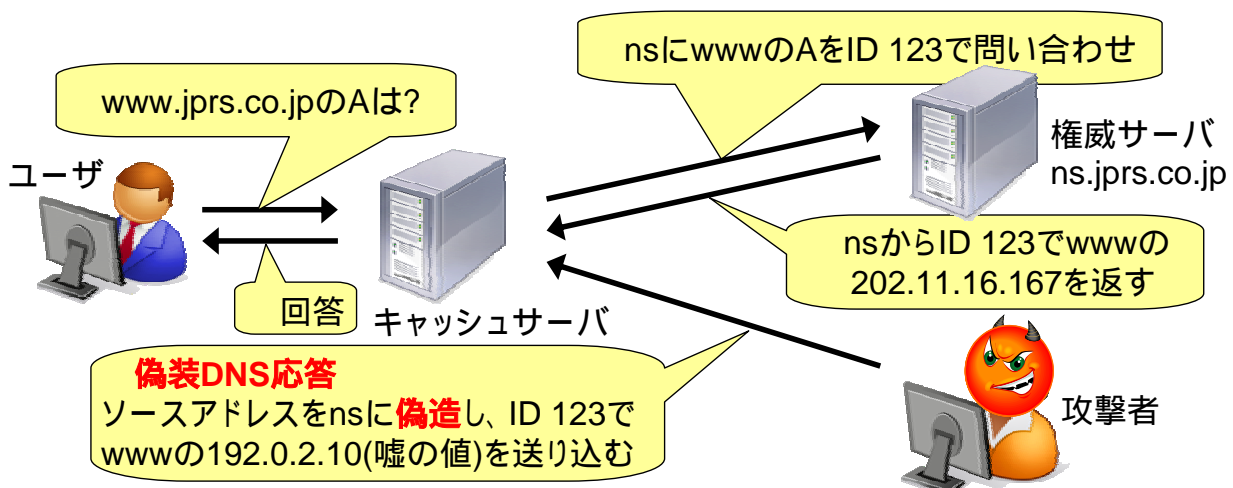 nsにwwwのAをID 123で問い合わせ
www.jprs.co.jpのAは?
権威サーバ
ns.jprs.co.jp
ユーザ
nsからID 123でwwwの
202.11.16.167を返す
回答
キャッシュサーバ
偽装DNS応答
ソースアドレスをnsに偽造し、ID 123で
wwwの192.0.2.10(嘘の値)を送り込む
攻撃者